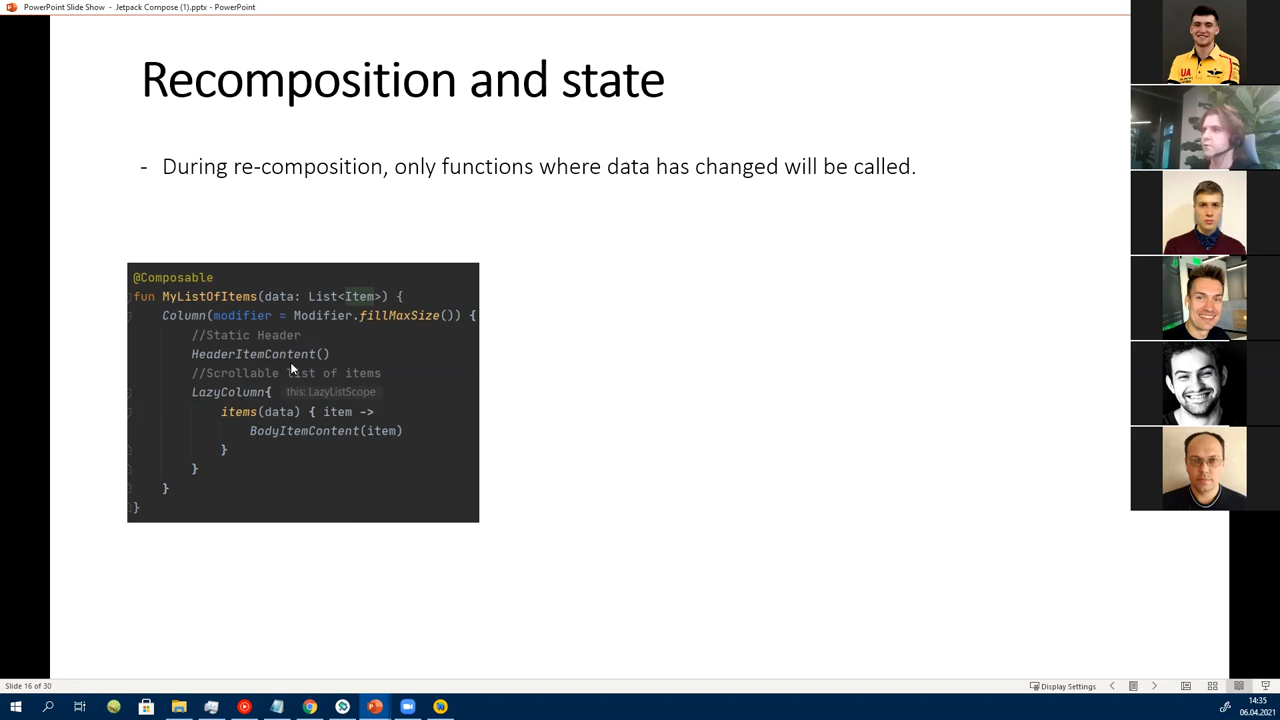 PowerPoint Slide Show - Jetpack Compose (1).pptx - PowerPoint
Recomposition and state
- During re-composition, only functions where data has changed will be called.
@Composable
fun MyListOfItems(data: List<Item>) {
Column(modifier = Modifier.fillMaxSize()) {
//Static Header
HeaderItemContent()
//Scrollable list of items
LazyColumn{ this: LazyListScope
items(data) { item ->
BodyItemContent(item)
}
}
}
}
UA
Slide 16 of 30
Display Settings
14:35
06.04.2021